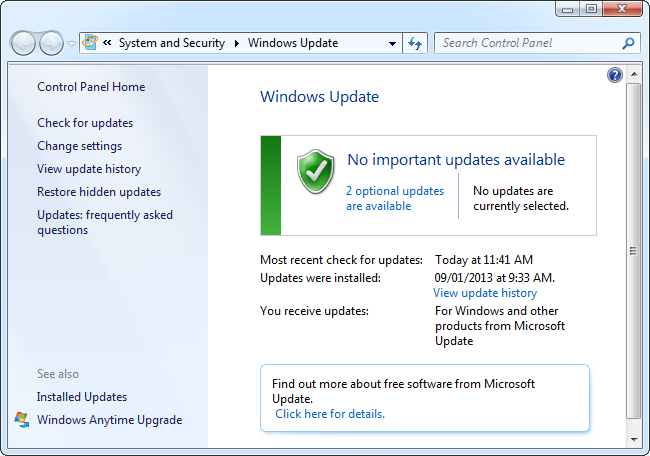 « System and Security ▸ Windows Update
Search Control Panel
Control Panel Home
Check for updates
Change settings
View update history
Restore hidden updates
Updates: frequently asked
questions
See also
Installed Updates
Windows Anytime Upgrade
Windows Update
No important updates available
2 optional updates
are available
No updates are
currently selected.
Most recent check for updates: Today at 11:41 AM
Updates were installed: 09/01/2013 at 9:33 AM.
View update history
You receive updates: For Windows and other
products from Microsoft
Update
Find out more about free software from Microsoft
Update.
Click here for details.